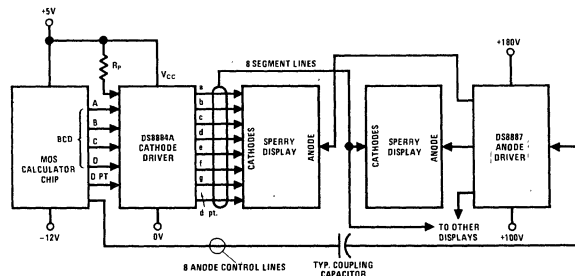 +5V
Rp
VCC
8 SEGMENT LINES
+180V
MOS
CALCULATOR
CHIP
BCD
A
B
C
D
D PT
DS8884A
CATHODE
DRIVER
a
b
c
d
e
f
g
d pt.
CATHODES
SPERRY
DISPLAY
ANODE
CATHODES
SPERRY
DISPLAY
ANODE
DS8887
ANODE
DRIVER
-12V
0V
TO OTHER
DISPLAYS
+100V
8 ANODE CONTROL LINES
TYP. COUPLING
CAPACITOR